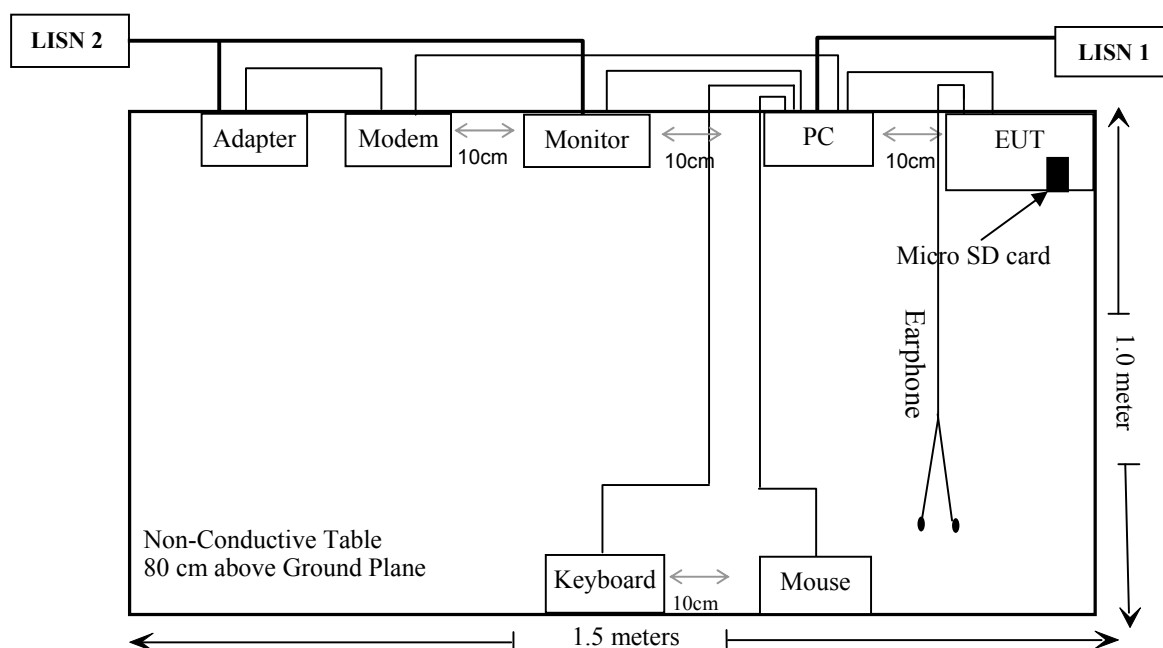 LISN 2
LISN 1
Adapter
Modem
10cm
Monitor
10cm
PC
10cm
EUT
Micro SD card
Earphone
1.0 meter
Non-Conductive Table
80 cm above Ground Plane
Keyboard
10cm
Mouse
1.5 meters